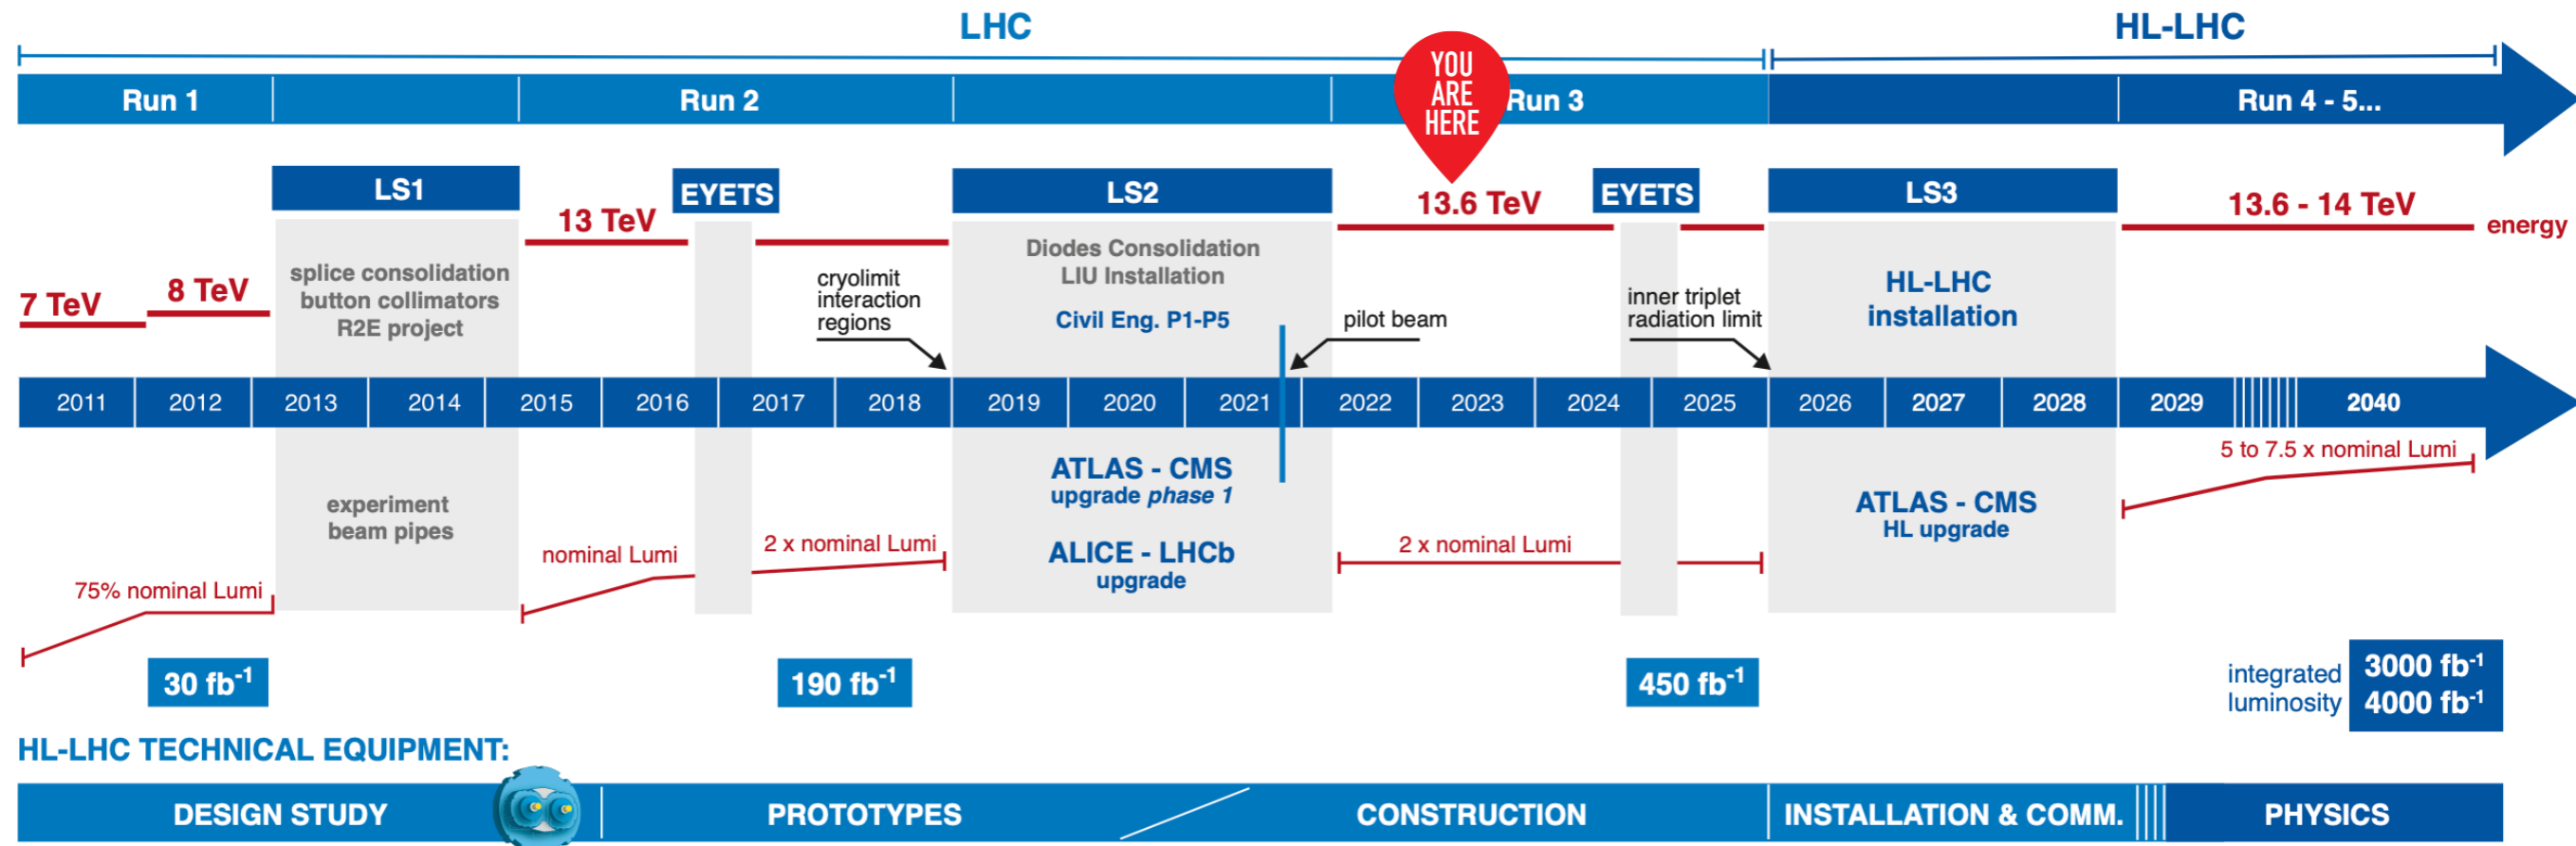 LHC
HL-LHC
Run 1
Run 2
YOU
ARE
HERE
Run 3
Run 4 - 5...
LS1
EYETS
LS2
EYETS
LS3
13 TeV
13.6 TeV
13.6 - 14 TeV
energy
7 TeV
8 TeV
splice consolidation
button collimators
R2E project
cryolimit
interaction
regions
Diodes Consolidation
LIU Installation
Civil Eng. P1-P5
pilot beam
inner triplet
radiation limit
HL-LHC
installation
2011 2012 2013 2014 2015 2016 2017 2018 2019 2020 2021 2022 2023 2024 2025 2026 2027 2028 2029 2040
experiment
beam pipes
ATLAS - CMS
upgrade phase 1
ALICE - LHCb
upgrade
ATLAS - CMS
HL upgrade
75% nominal Lumi
nominal Lumi
2 x nominal Lumi
2 x nominal Lumi
5 to 7.5 x nominal Lumi
30 fb⁻¹
190 fb⁻¹
450 fb⁻¹
integrated
luminosity
3000 fb⁻¹
4000 fb⁻¹
HL-LHC TECHNICAL EQUIPMENT:
DESIGN STUDY
PROTOTYPES
CONSTRUCTION
INSTALLATION & COMM.
PHYSICS